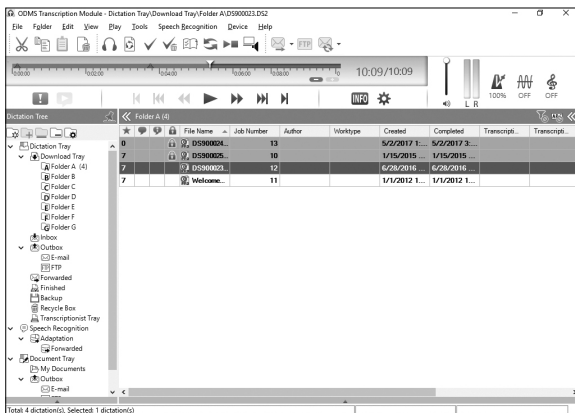 ODMS Transcription Module - Dictation Tray\Download Tray\Folder A\DS900023.DS2
File Folder Edit View Play Tools Speech Recognition Device Help
FTP
0:00:00 0:02:00 0:04:00 0:06:00 0:08:00 0:10:00
10:09/10:09
L R
100% OFF OFF
INFO
Dictation Tree
Folder A (4)
File Name Job Number Author Worktype Created Completed Transcripti... Transcripti...
0 DS900024... 13 5/2/2017 1:... 5/2/2017 3:...
7 DS900025... 10 1/15/2015 ... 1/15/2015 ...
7 DS900023... 12 6/28/2016 ... 6/28/2016 ...
7 Welcome... 11 1/1/2012 1... 1/1/2012 1...
Dictation Tray
Download Tray
A Folder A (4)
B Folder B
C Folder C
D Folder D
E Folder E
F Folder F
G Folder G
Inbox
Outbox
E-mail
FTP FTP
Forwarded
Finished
Backup
Recycle Box
Transcriptionist Tray
Speech Recognition
Adaptation
Forwarded
Document Tray
My Documents
Outbox
E-mail
Total: 4 dictation(s), Selected: 1 dictation(s)